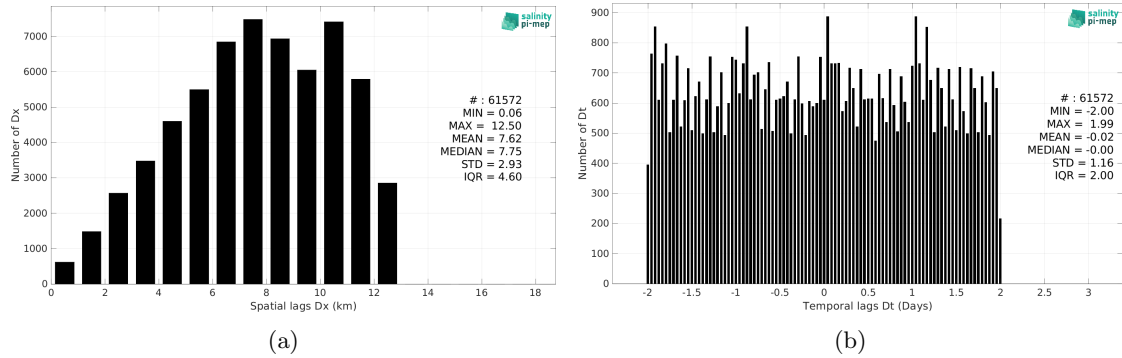 salinity
pi-mep
7000
6000
5000
4000
3000
2000
1000
0
Number of Dx
# : 61572
MIN = 0.06
MAX = 12.50
MEAN = 7.62
MEDIAN = 7.75
STD = 2.93
IQR = 4.60
0 2 4 6 8 10 12 14 16 18
Spatial lags Dx (km)
(a)
salinity
pi-mep
900
800
700
600
500
400
300
200
100
0
Number of Dt
# : 61572
MIN = -2.00
MAX = 1.99
MEAN = -0.02
MEDIAN = -0.00
STD = 1.16
IQR = 2.00
-2 -1.5 -1 -0.5 0 0.5 1 1.5 2 2.5 3
Temporal lags Dt (Days)
(b)